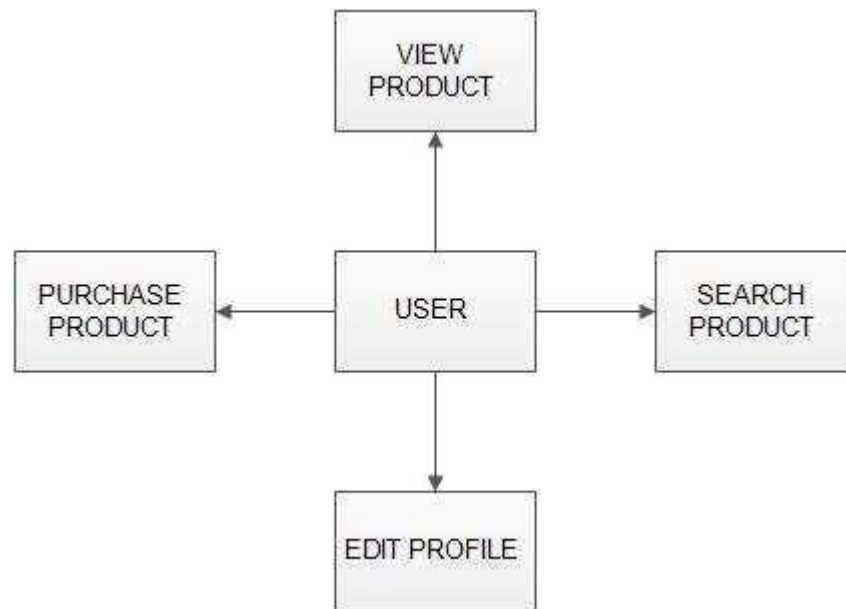 VIEW
PRODUCT
PURCHASE
PRODUCT
USER
SEARCH
PRODUCT
EDIT PROFILE